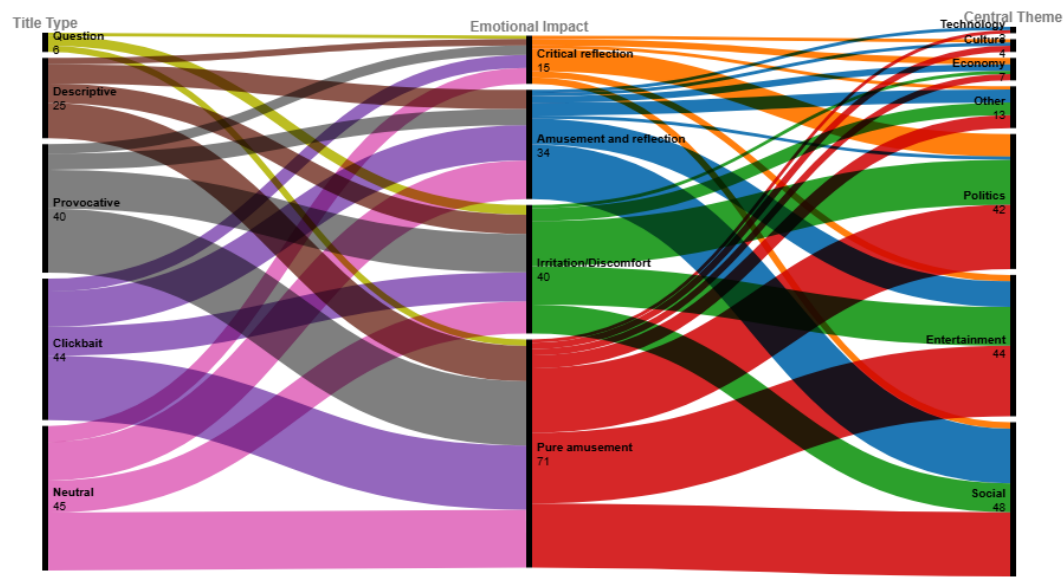 Title Type
Question
6
Descriptive
25
Provocative
40
Clickbait
44
Neutral
45
Emotional Impact
Critical reflection
15
Amusement and reflection
34
Irritation/Discomfort
40
Pure amusement
71
Central Theme
Technology
Culture
4
Economy
7
Other
13
Politics
42
Entertainment
44
Social
48